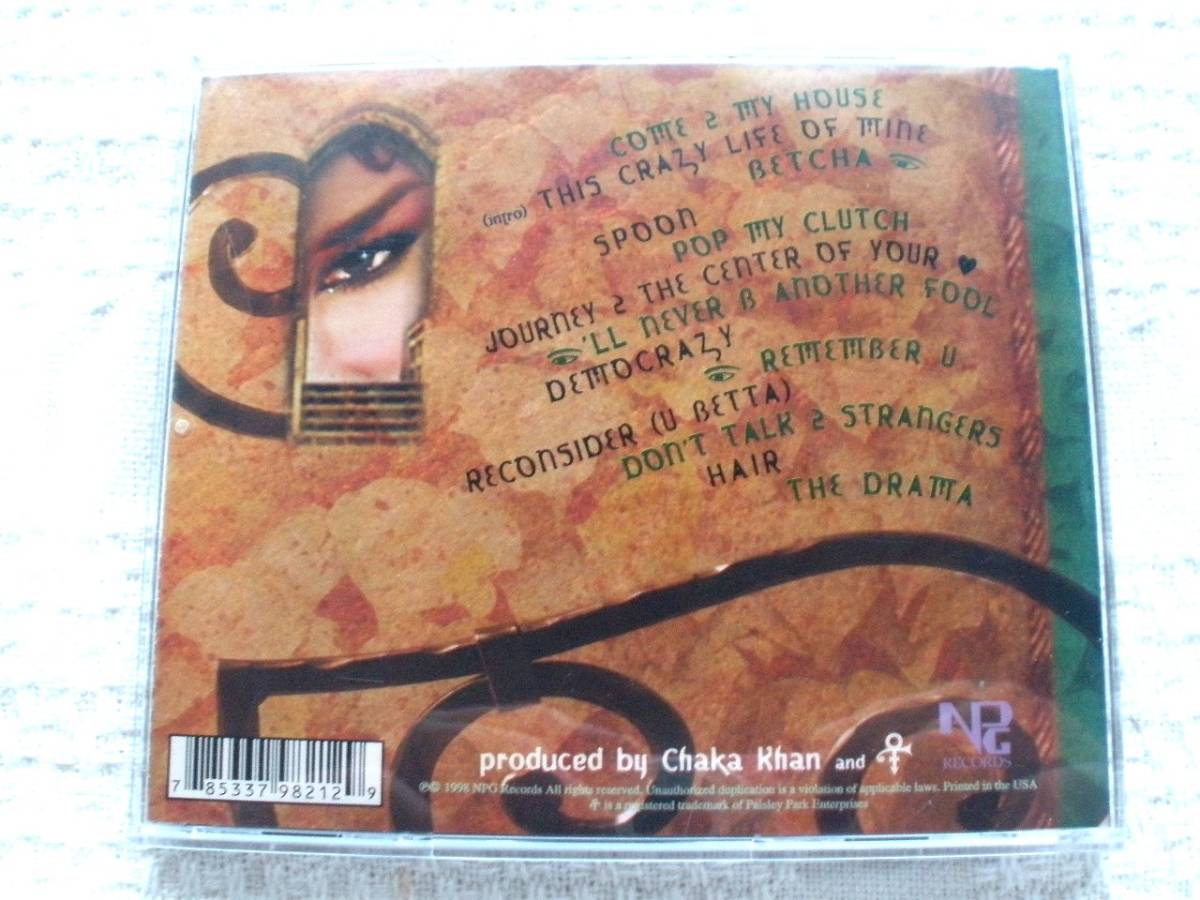 COME 2 MY HOUSE
(intro) THIS CRAZY LIFE OF MINE
BETCHA 👁
SPOON
POP MY CLUTCH
JOURNEY 2 THE CENTER OF YOUR ♥
👁'LL NEVER B ANOTHER FOOL
DEMOCRAZY
👁 REMEMBER U
RECONSIDER (U BETTA)
DON'T TALK 2 STRANGERS
HAIR
THE DRAMA
NPG
RECORDS
produced by Chaka Khan and
℗© 1998 NPG Records All rights reserved. Unauthorized duplication is a violation of applicable laws. Printed in the USA
is a registered trademark of Paisley Park Enterprises
7 85337 98212 9